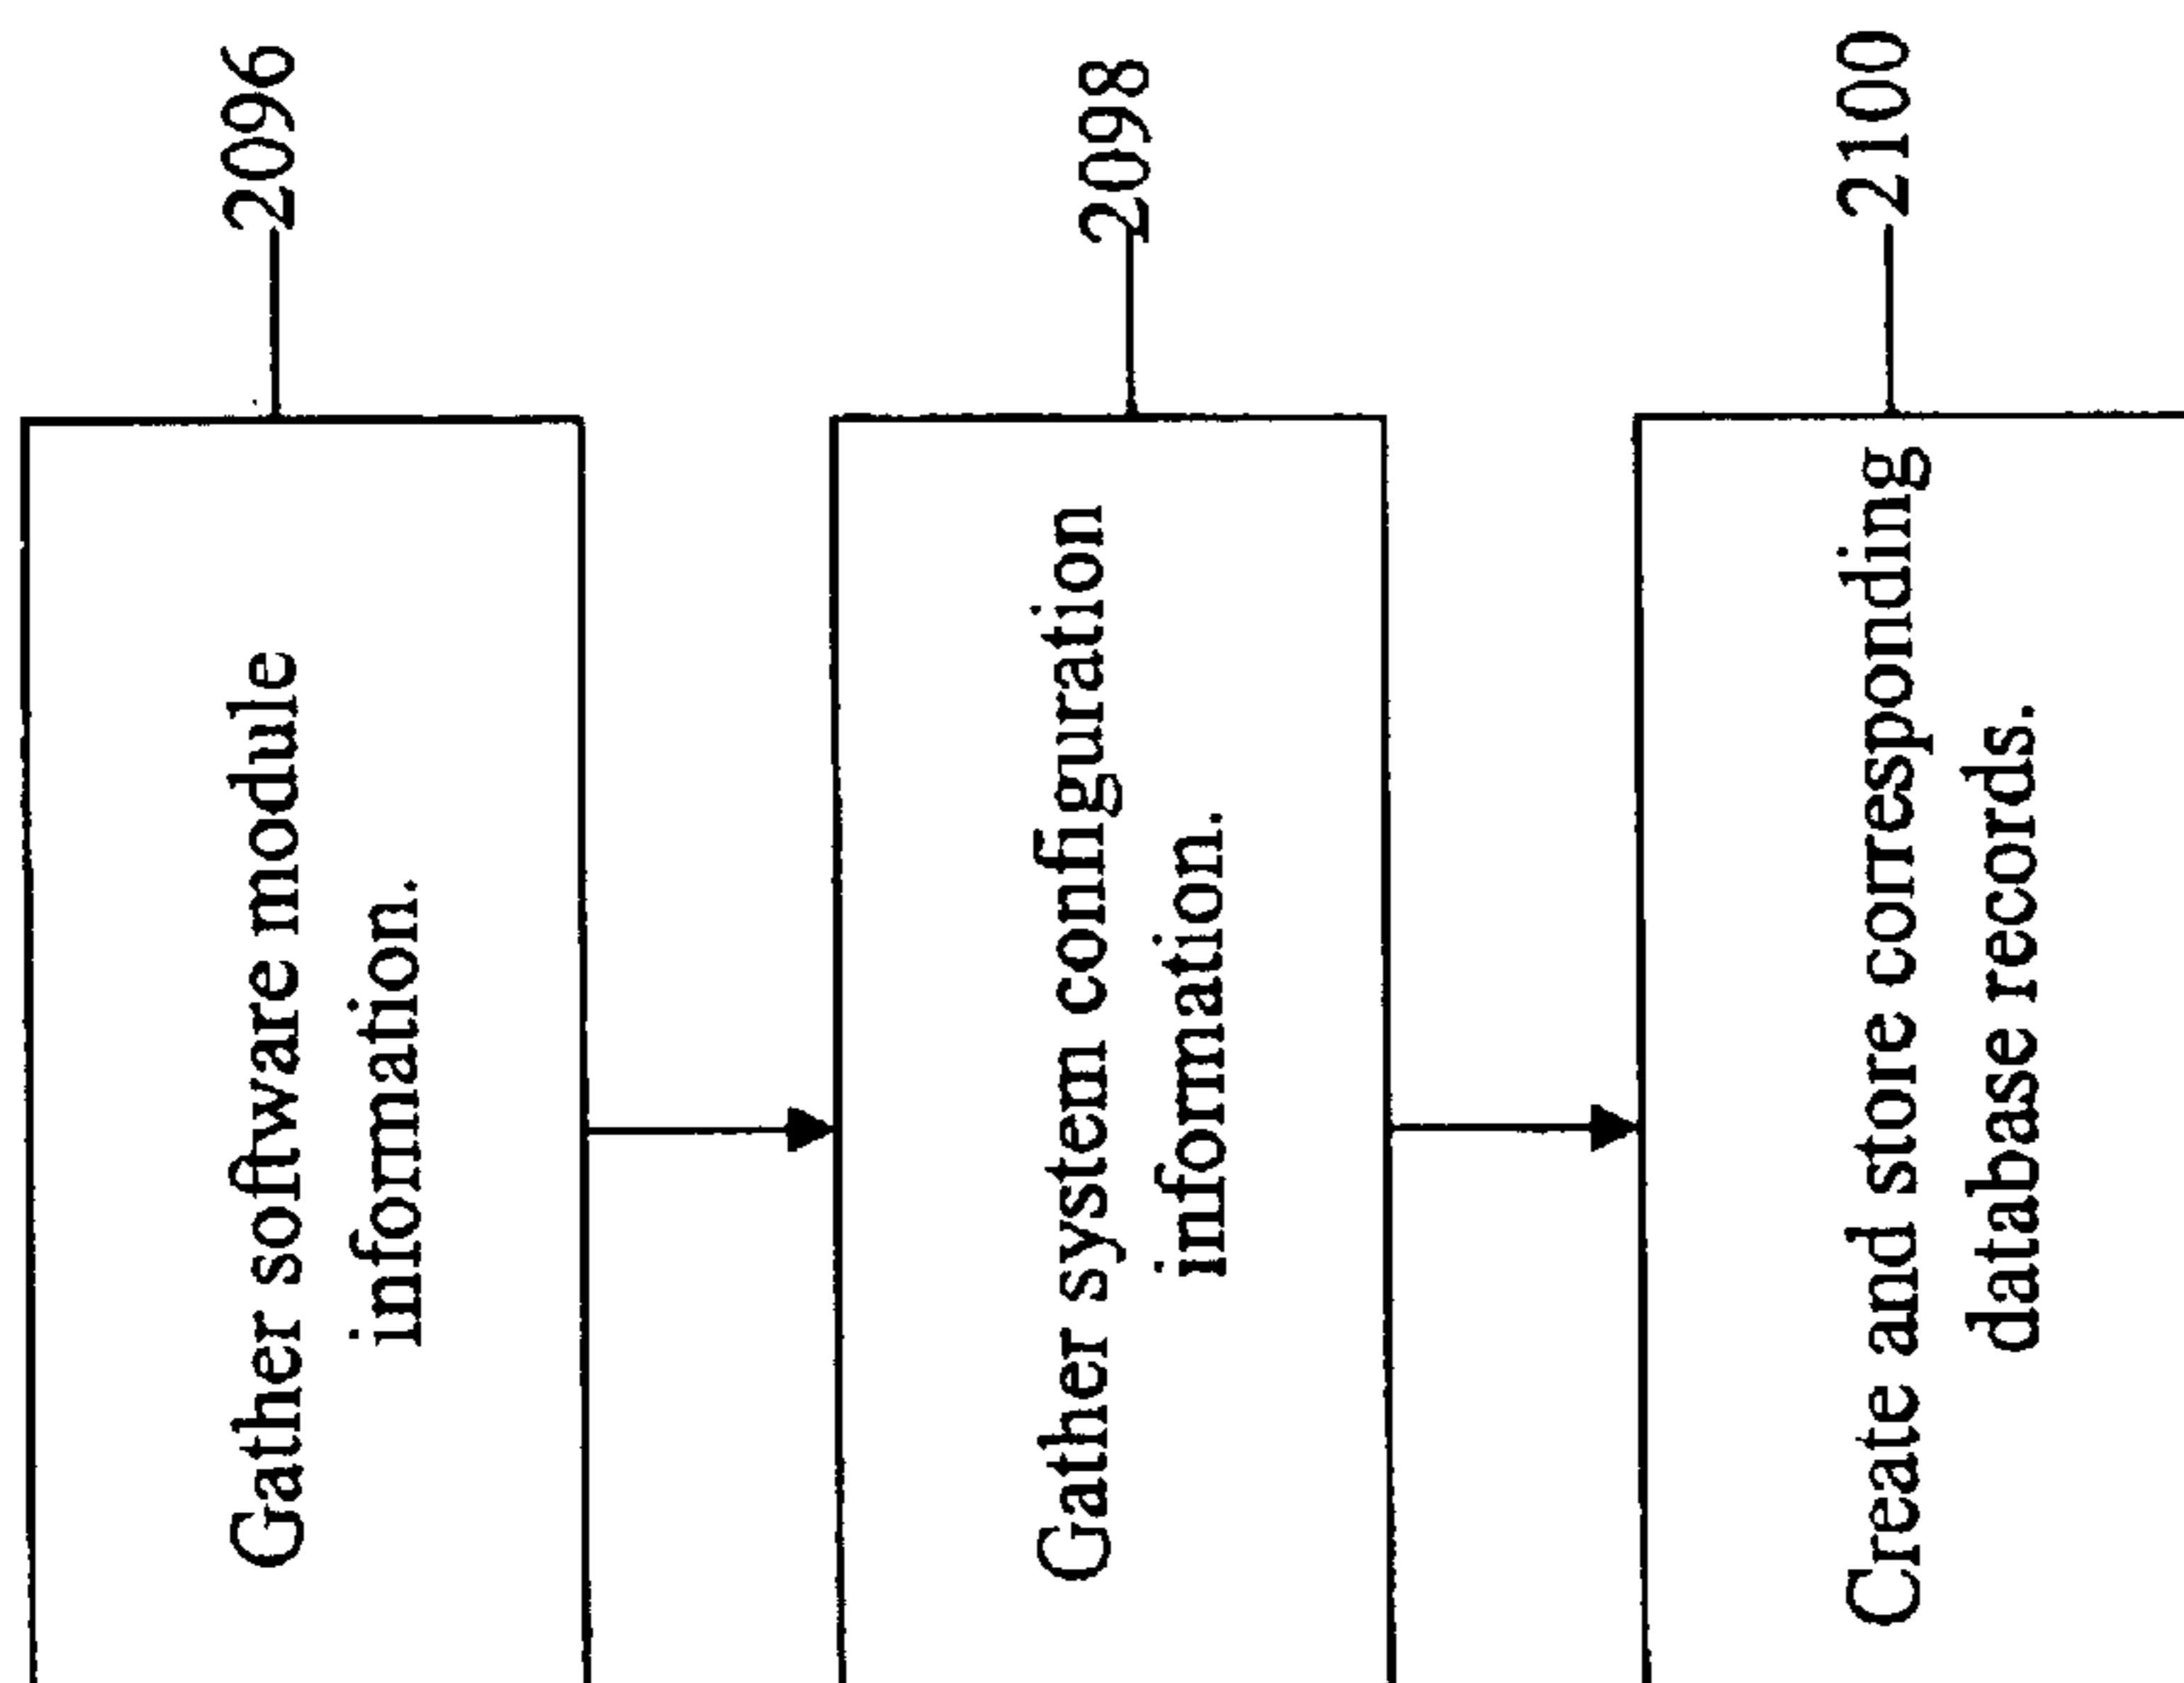 Gather software module
information.
2096
Gather system configuration
information.
2098
Create and store corresponding
database records.
2100